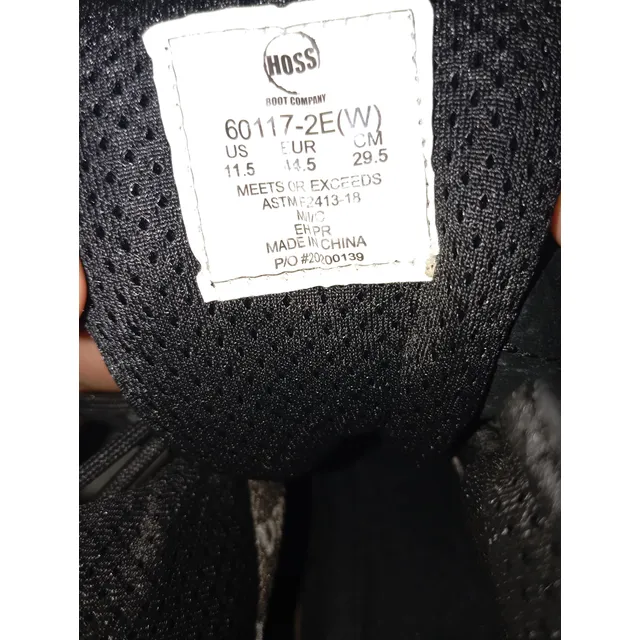 HOSS
BOOT COMPANY
60117-2E(W)
US EUR CM
11.5 44.5 29.5
MEETS OR EXCEEDS
ASTM F2413-18
M/I/C
EH PR
MADE IN CHINA
P/O #20200139